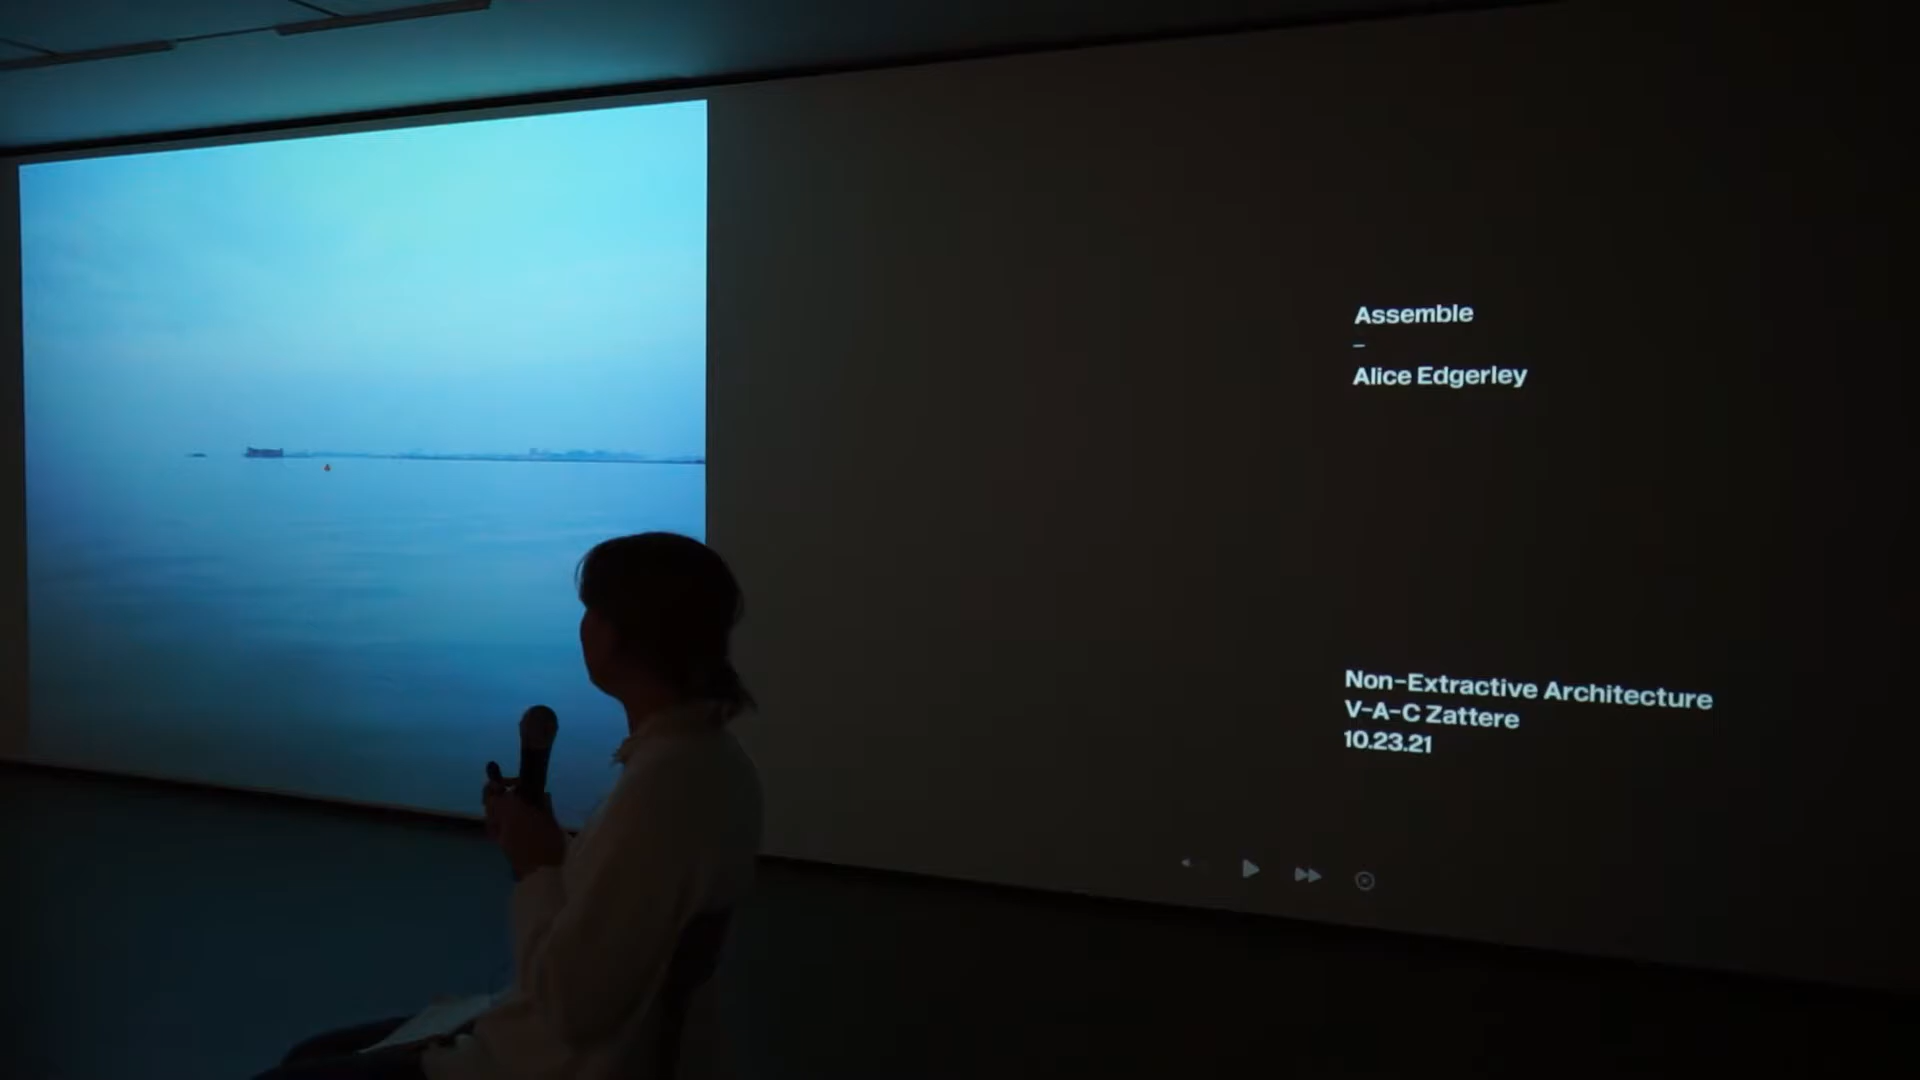 Assemble
–
Alice Edgerley
Non-Extractive Architecture
V-A-C Zattere
10.23.21